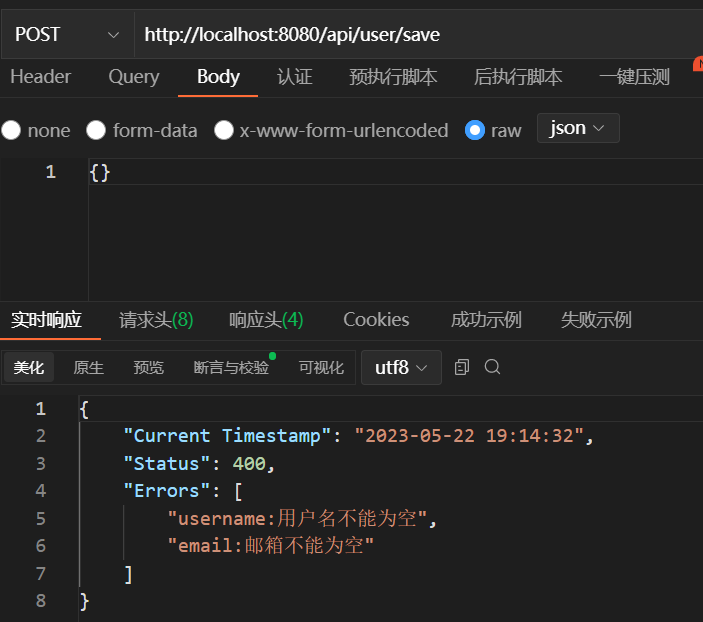 POST http://localhost:8080/api/user/save
Header Query Body 认证 预执行脚本 后执行脚本 一键压测
none form-data x-www-form-urlencoded raw json
1 {}
实时响应 请求头(8) 响应头(4) Cookies 成功示例 失败示例
美化 原生 预览 断言与校验 可视化 utf8
1 {
2 "Current Timestamp": "2023-05-22 19:14:32",
3 "Status": 400,
4 "Errors": [
5 "username:用户名不能为空",
6 "email:邮箱不能为空"
7 ]
8 }